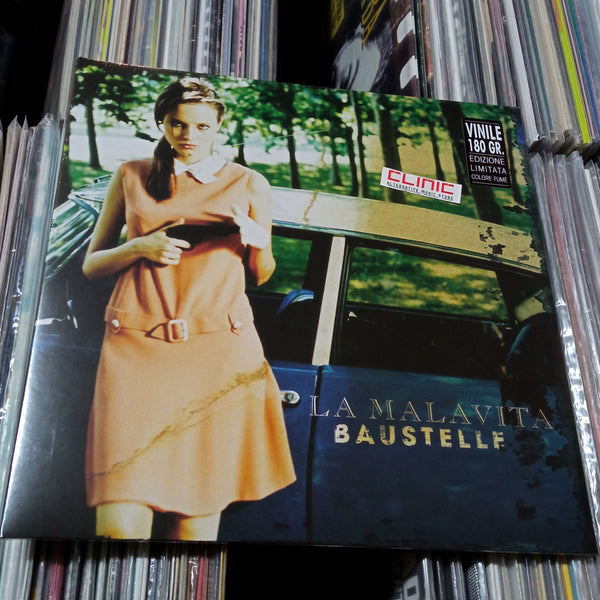 VINILE
180 GR.
EDIZIONE
LIMITATA
COLORE FUME
CLINIC
ALTERNATIVE MUSIC STORE
LA MALAVITA
BAUSTELLE